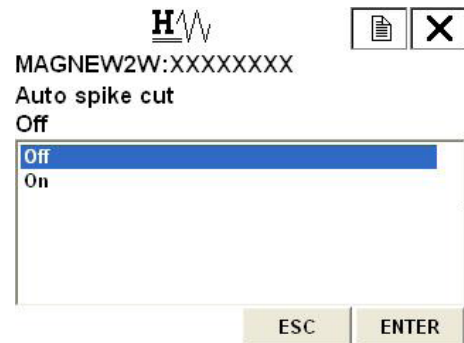 H
MAGNEW2W:XXXXXXXX
Auto spike cut
Off
Off
On
ESC ENTER